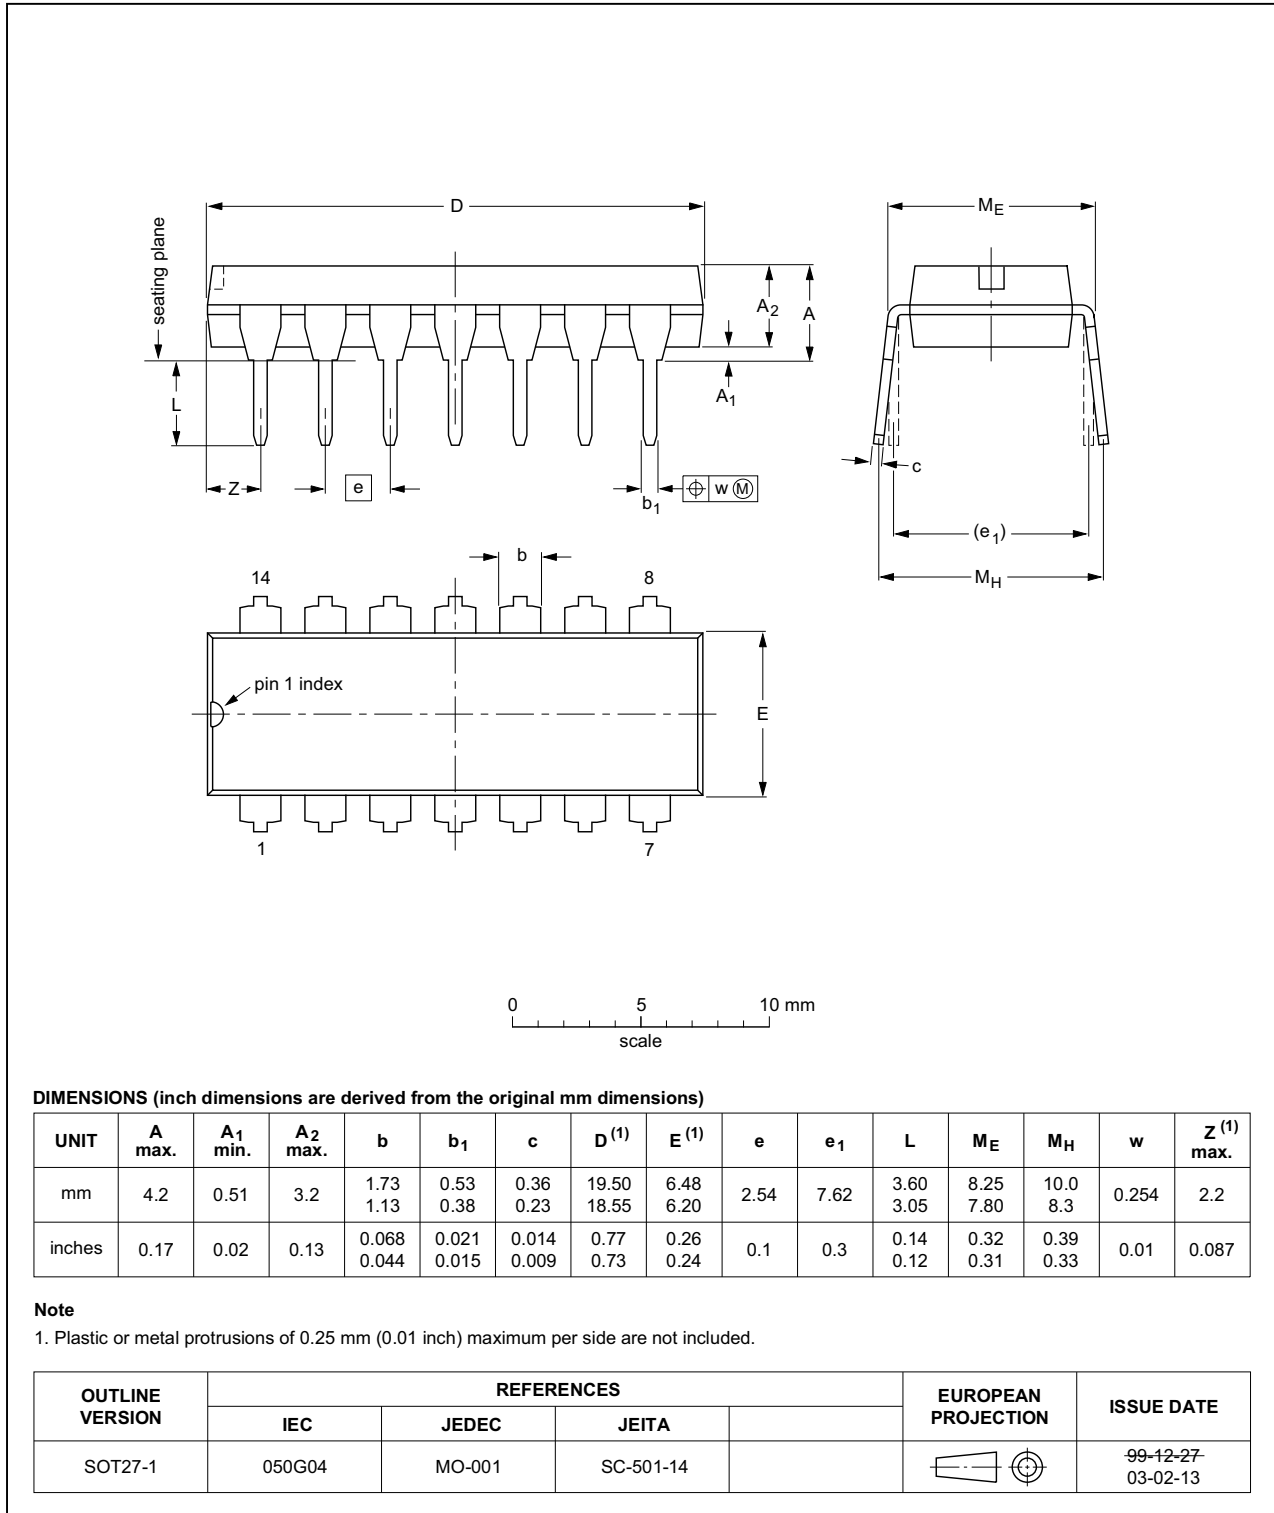 D
M E
seating plane
A2
A
A1
L
Z
e
b1
w M
c
(e1)
MH
b
14
8
pin 1 index
E
1
7
0
5
10 mm
scale
DIMENSIONS (inch dimensions are derived from the original mm dimensions)
UNIT A max. A1 min. A2 max. b b1 c D (1) E (1) e e1 L ME MH w Z (1) max.
mm 4.2 0.51 3.2 1.73 1.13 0.53 0.38 0.36 0.23 19.50 18.55 6.48 6.20 2.54 7.62 3.60 3.05 8.25 7.80 10.0 8.3 0.254 2.2
inches 0.17 0.02 0.13 0.068 0.044 0.021 0.015 0.014 0.009 0.77 0.73 0.26 0.24 0.1 0.3 0.14 0.12 0.32 0.31 0.39 0.33 0.01 0.087
Note
1. Plastic or metal protrusions of 0.25 mm (0.01 inch) maximum per side are not included.
OUTLINE VERSION REFERENCES EUROPEAN PROJECTION ISSUE DATE
IEC JEDEC JEITA
SOT27-1 050G04 MO-001 SC-501-14 99-12-27
03-02-13